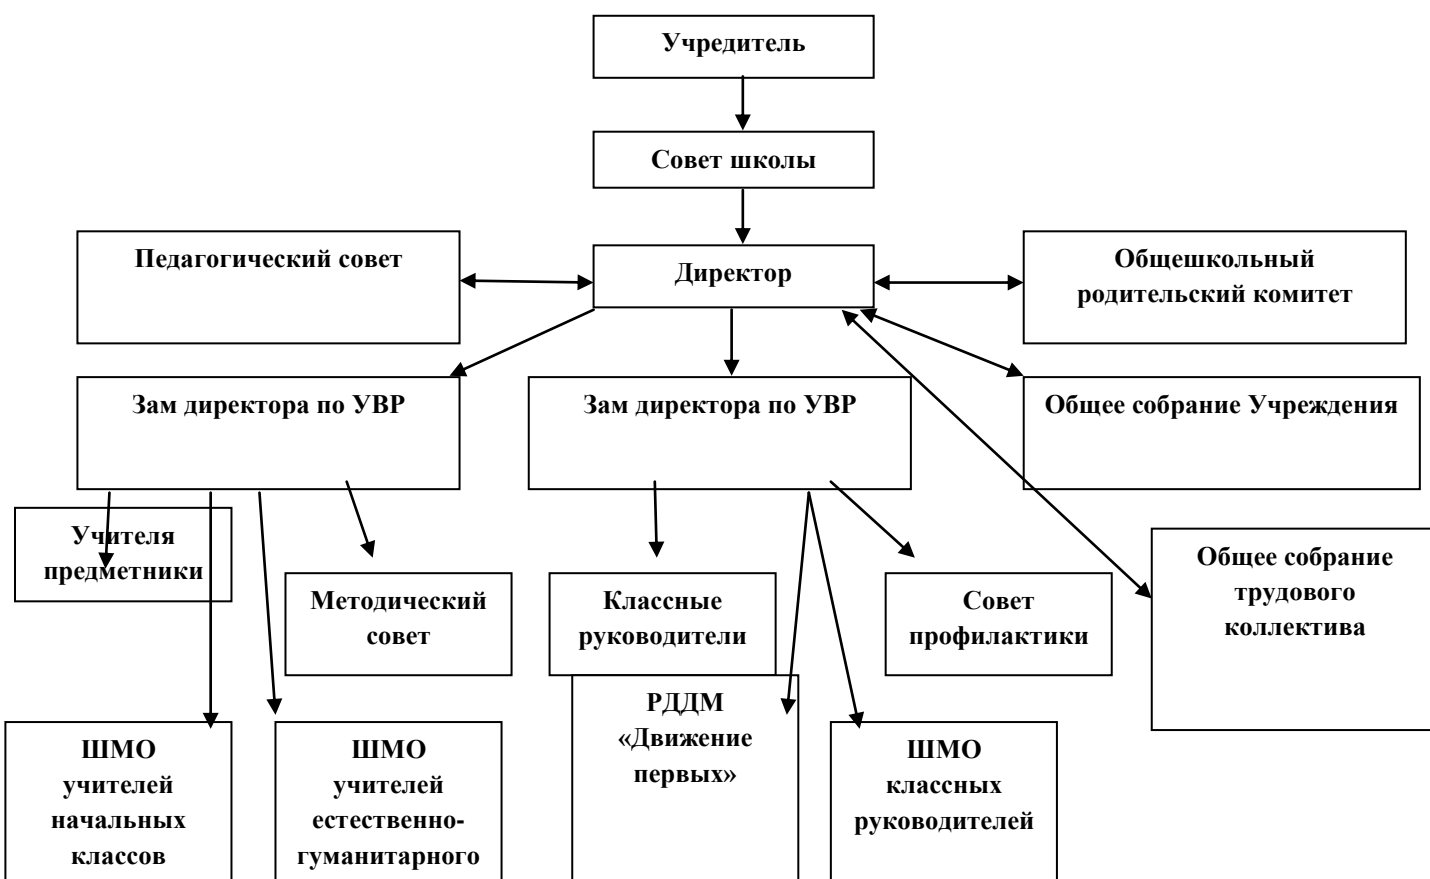 Учредитель
Совет школы
Педагогический совет
Директор
Общешкольный
родительский комитет
Зам директора по УВР
Зам директора по УВР
Общее собрание Учреждения
Учителя
предметники
Методический
совет
Классные
руководители
Совет
профилактики
Общее собрание
трудового
коллектива
ШМО
учителей
начальных
классов
ШМО
учителей
естественно-
гуманитарного
РДДМ
«Движение
первых»
ШМО
классных
руководителей